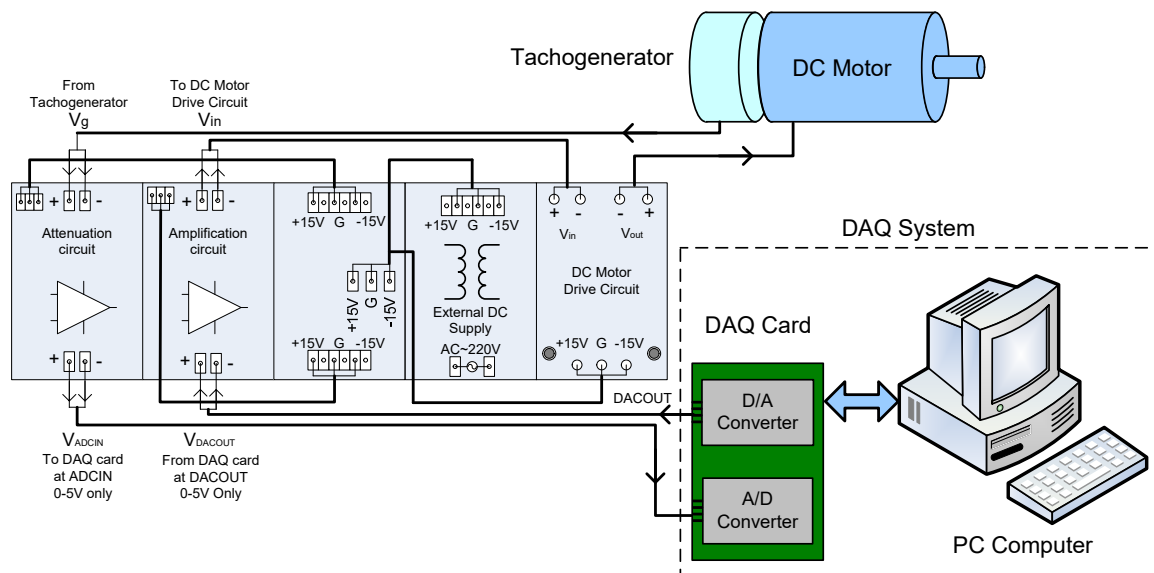 Tachogenerator
DC Motor
From
Tachogenerator
Vg
To DC Motor
Drive Circuit
Vin
+ -
Attenuation
circuit
+ -
+ -
Amplification
circuit
+ -
+15V G -15V
+15V
G
-15V
+15V G -15V
+15V G -15V
External DC
Supply
AC~220V
+ -
Vin
- +
Vout
DC Motor
Drive Circuit
+15V G -15V
VADCIN
To DAQ card
at ADCIN
0-5V only
VDACOUT
From DAQ card
at DACOUT
0-5V Only
DACOUT
DAQ System
DAQ Card
D/A
Converter
A/D
Converter
PC Computer